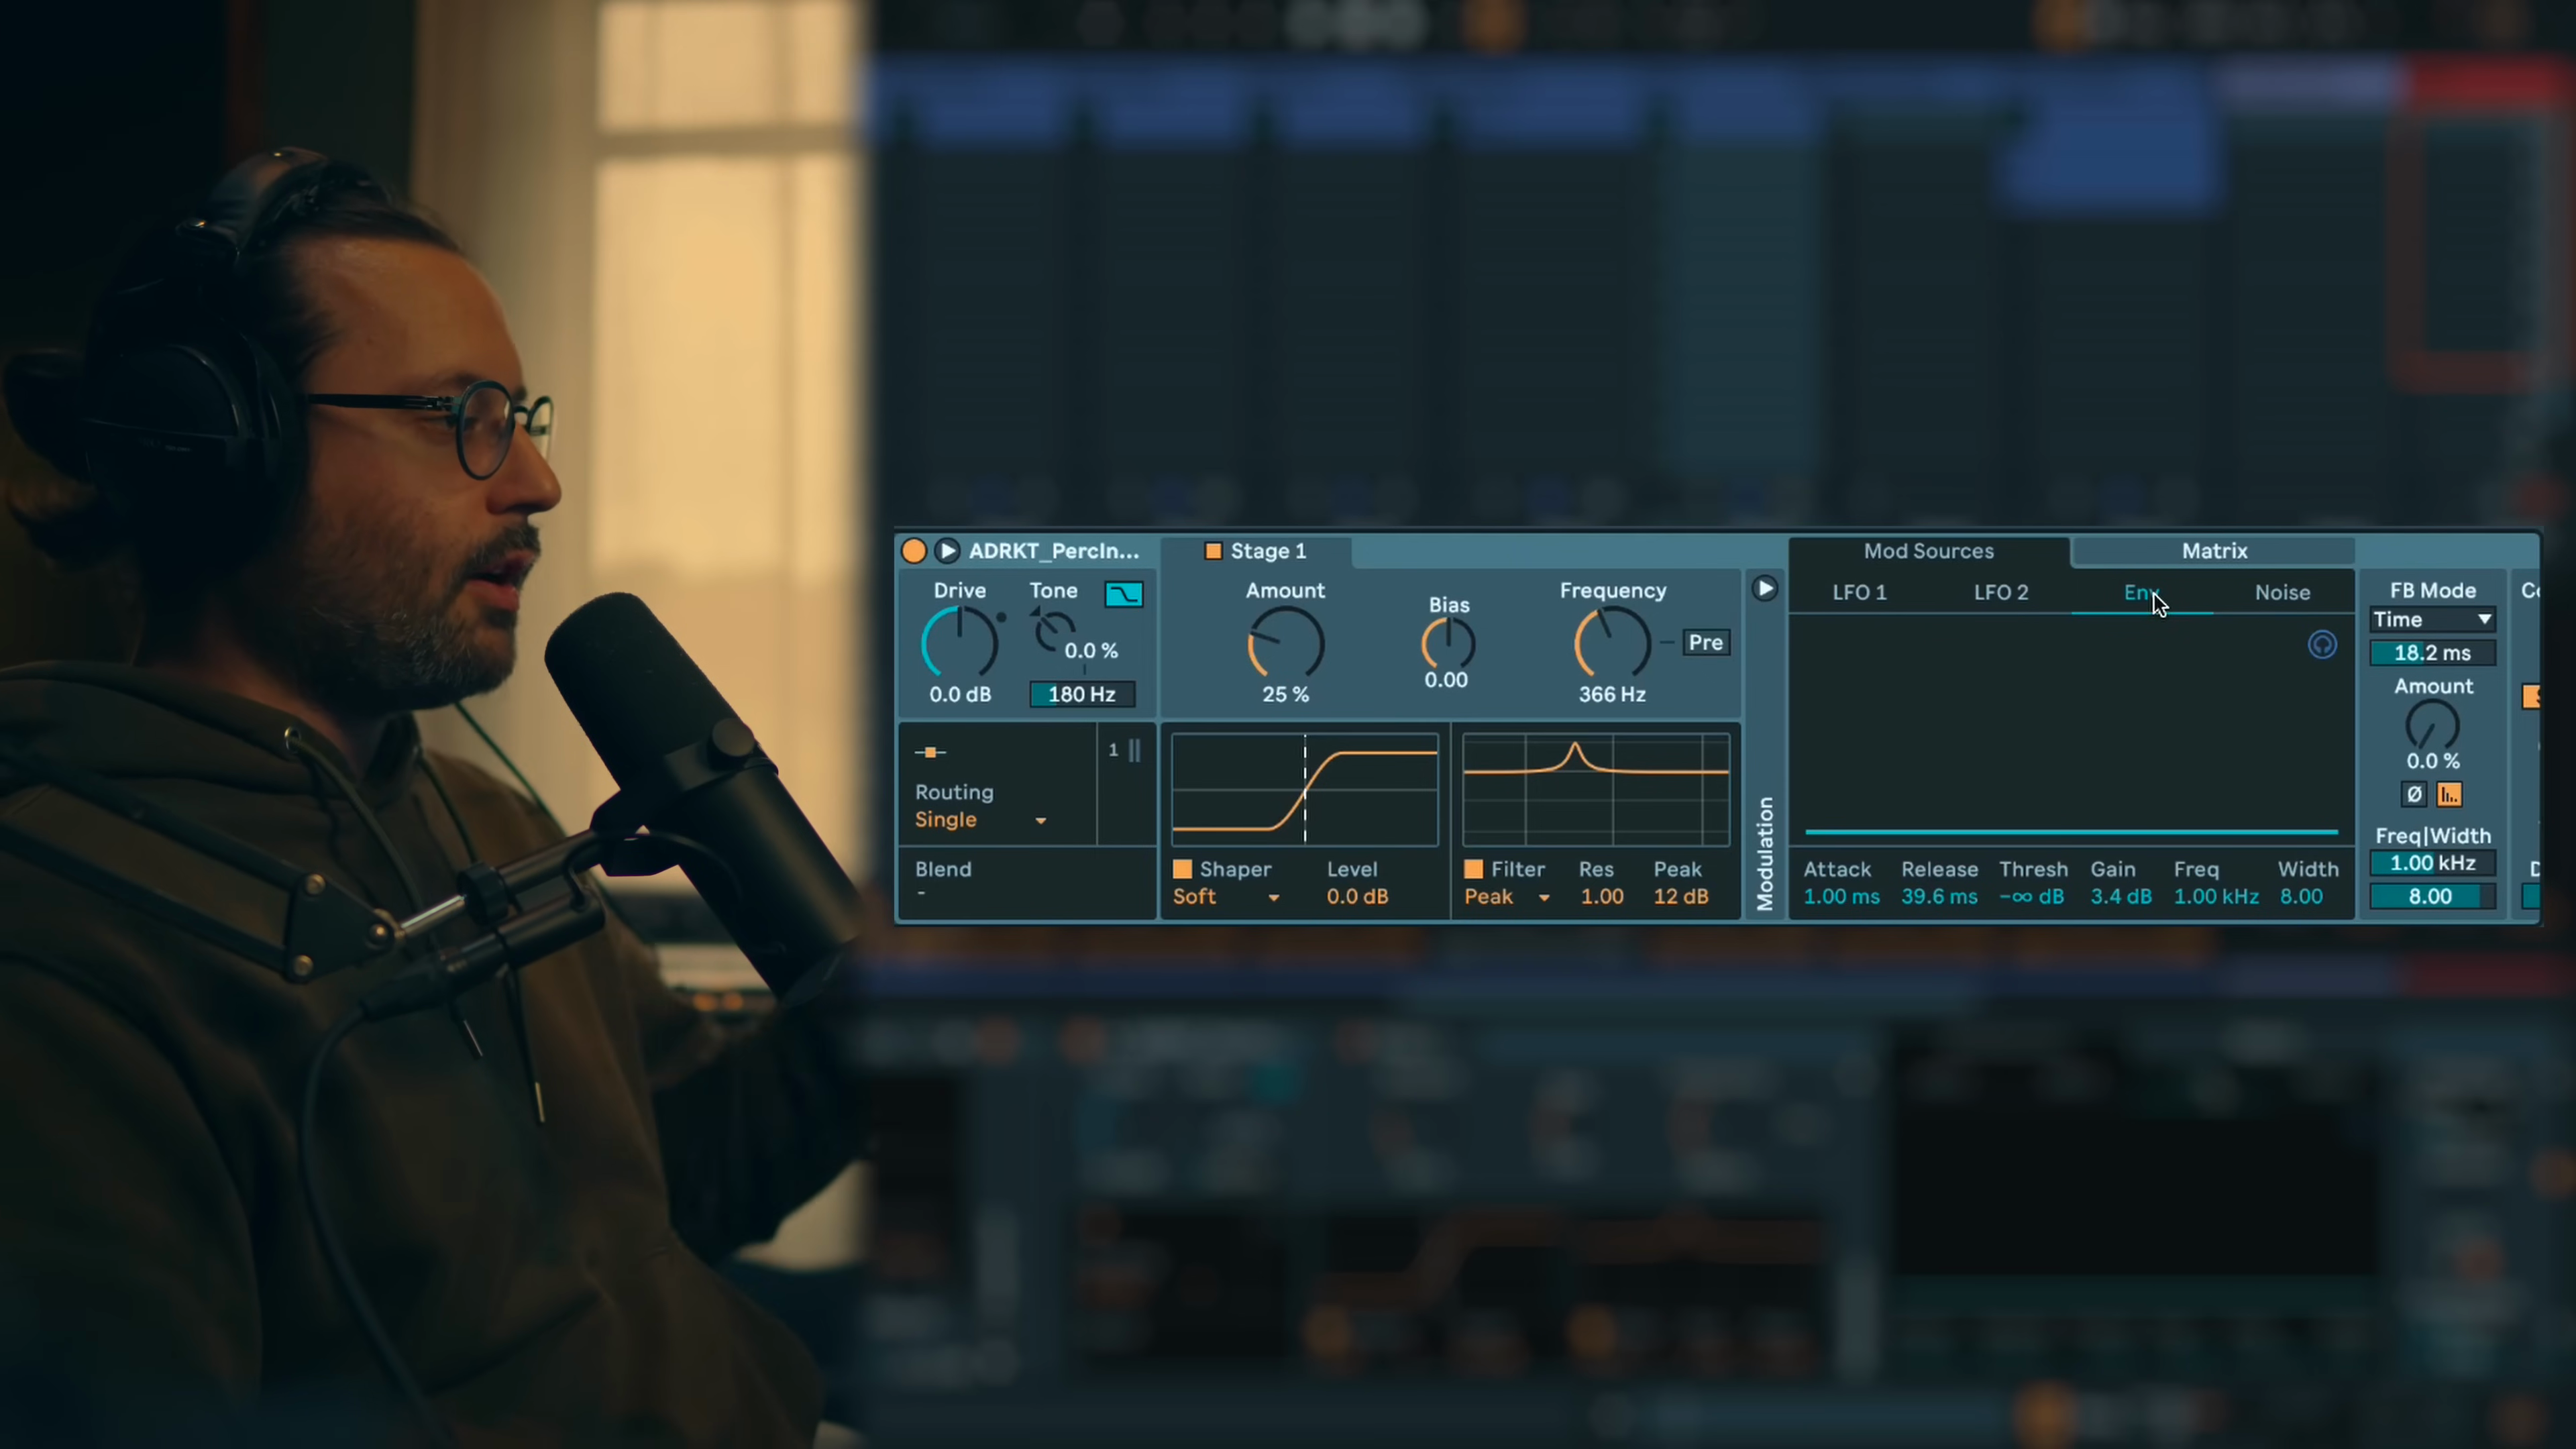 ADRKT_PercIn...
Stage 1
Mod Sources
Matrix
Drive
Tone
Amount
Bias
Frequency
LFO 1
LFO 2
Env
Noise
FB Mode
Time
0.0 %
Pre
18.2 ms
0.0 dB
180 Hz
25 %
0.00
366 Hz
Amount
0.0 %
1
Routing
Single
Ø
Modulation
Freq|Width
1.00 kHz
8.00
Blend
-
Shaper
Level
Soft
0.0 dB
Filter
Res
Peak
Peak
1.00
12 dB
Attack
Release
Thresh
Gain
Freq
Width
1.00 ms
39.6 ms
-∞ dB
3.4 dB
1.00 kHz
8.00